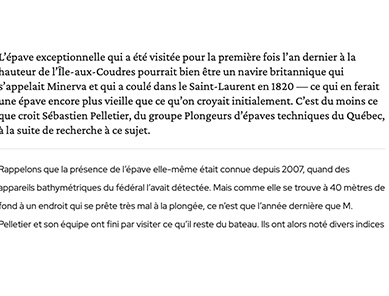 L'épave exceptionnelle qui a été visitée pour la première fois l'an dernier à la
hauteur de l'Île-aux-Coudres pourrait bien être un navire britannique qui
s'appelait Minerva et qui a coulé dans le Saint-Laurent en 1820 — ce qui en ferait
une épave encore plus vieille que ce qu'on croyait initialement. C'est du moins ce
que croit Sébastien Pelletier, du groupe Plongeurs d'épaves techniques du Québec,
à la suite de recherche à ce sujet.
Rappelons que la présence de l'épave elle-même était connue depuis 2007, quand des
appareils bathymétriques du fédéral l'avait détectée. Mais comme elle se trouve à 40 mètres de
fond à un endroit qui se prête très mal à la plongée, ce n'est que l'année dernière que M.
Pelletier et son équipe ont fini par visiter ce qu'il reste du bateau. Ils ont alors noté divers indices